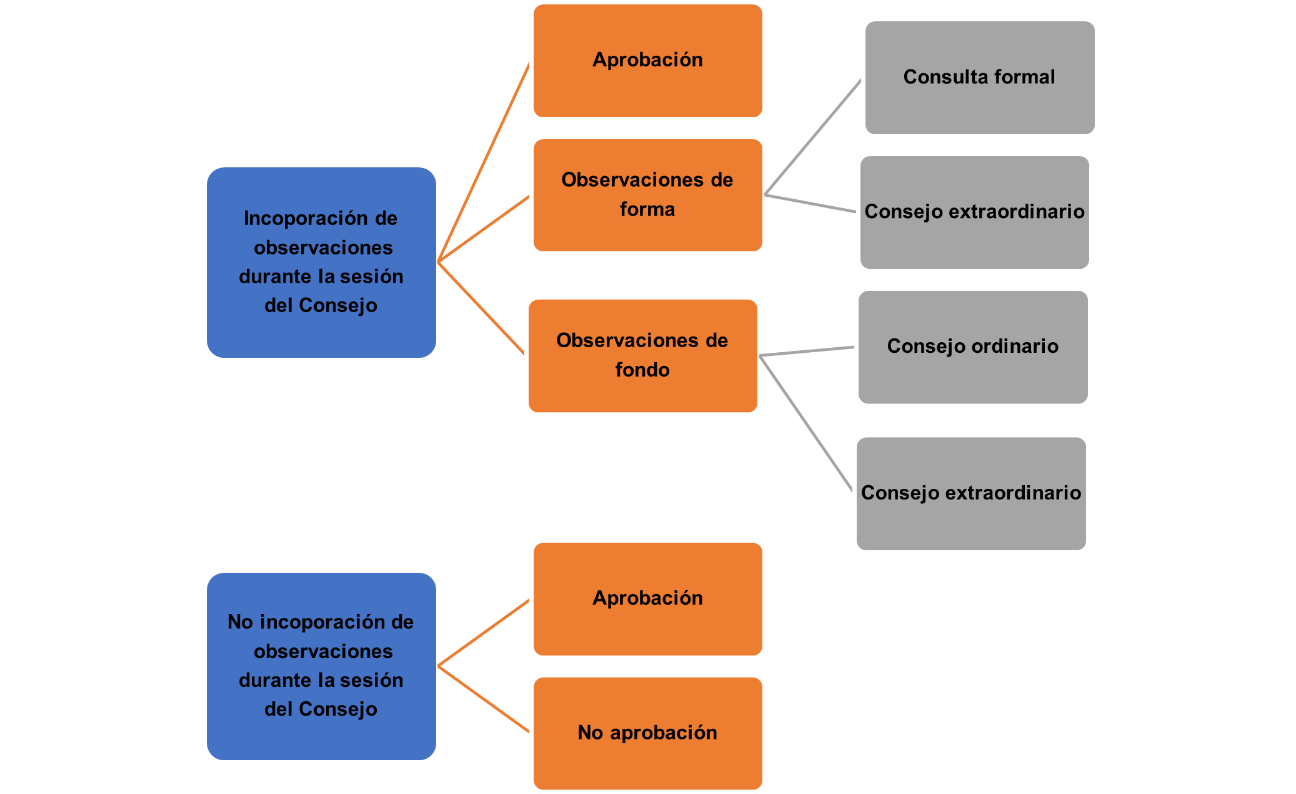 Incoporación de
observaciones
durante la sesión
del Consejo
Aprobación
Observaciones de
forma
Observaciones de
fondo
Consulta formal
Consejo extraordinario
Consejo ordinario
Consejo extraordinario
No incoporación de
observaciones
durante la sesión
del Consejo
Aprobación
No aprobación